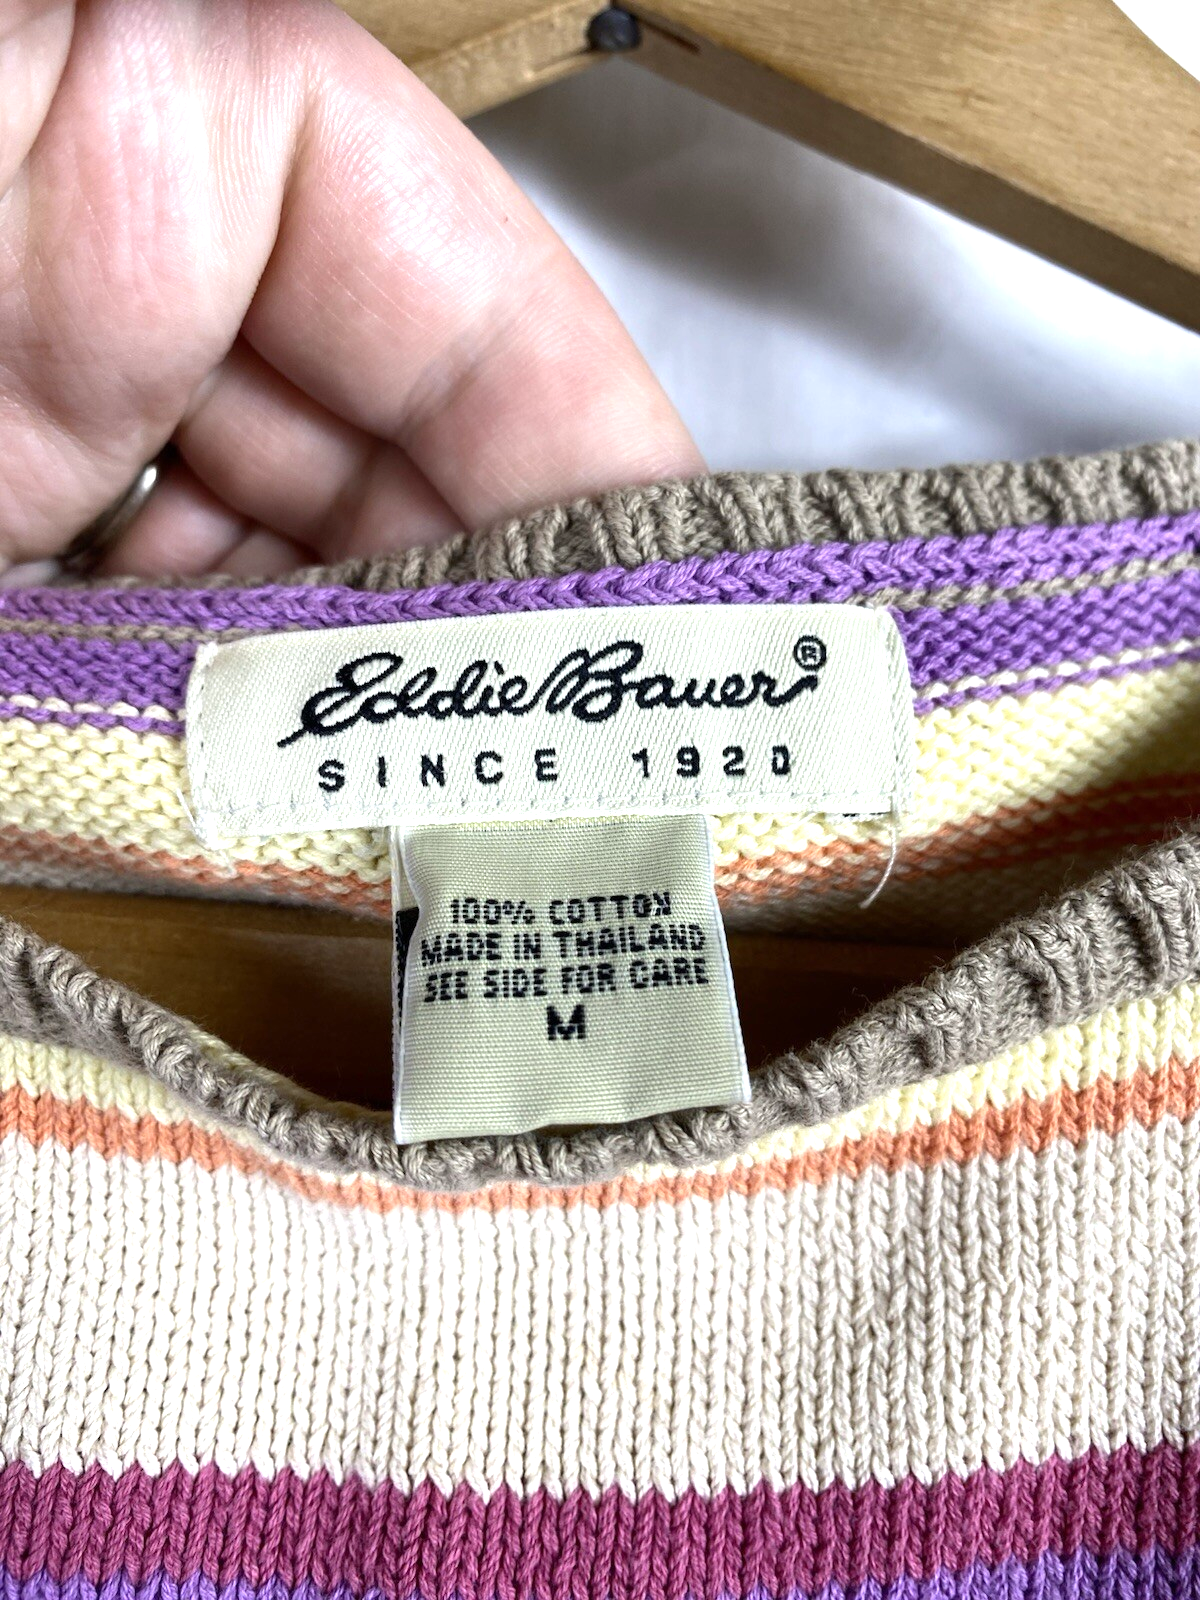 Eddie Bauer®
SINCE 1920
100% COTTON
MADE IN THAILAND
SEE SIDE FOR CARE
M